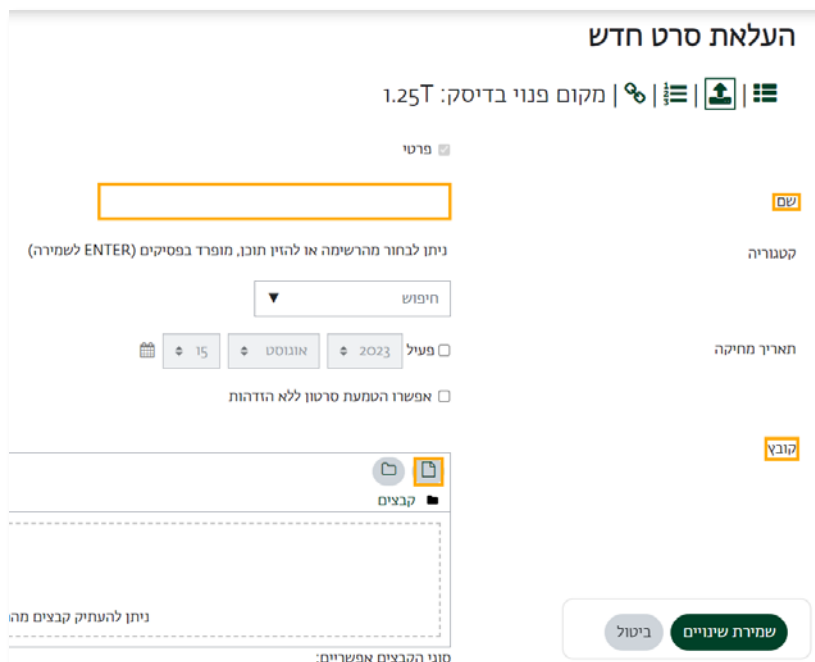 העלאת סרט חדש
| | | | מקום פנוי בדיסק: 1.25T
פרטי
שם
קטגוריה
ניתן לבחור מהרשימה או להזין תוכן, מופרד בפסיקים (ENTER לשמירה)
חיפוש
תאריך מחיקה
פעיל 2023 אוגוסט 15
אפשרו הטמעת סרטון ללא הזדהות
קובץ
קבצים
ניתן להעתיק קבצים
שמירת שינויים
ביטול
סוגי הקבצים אפשריים: